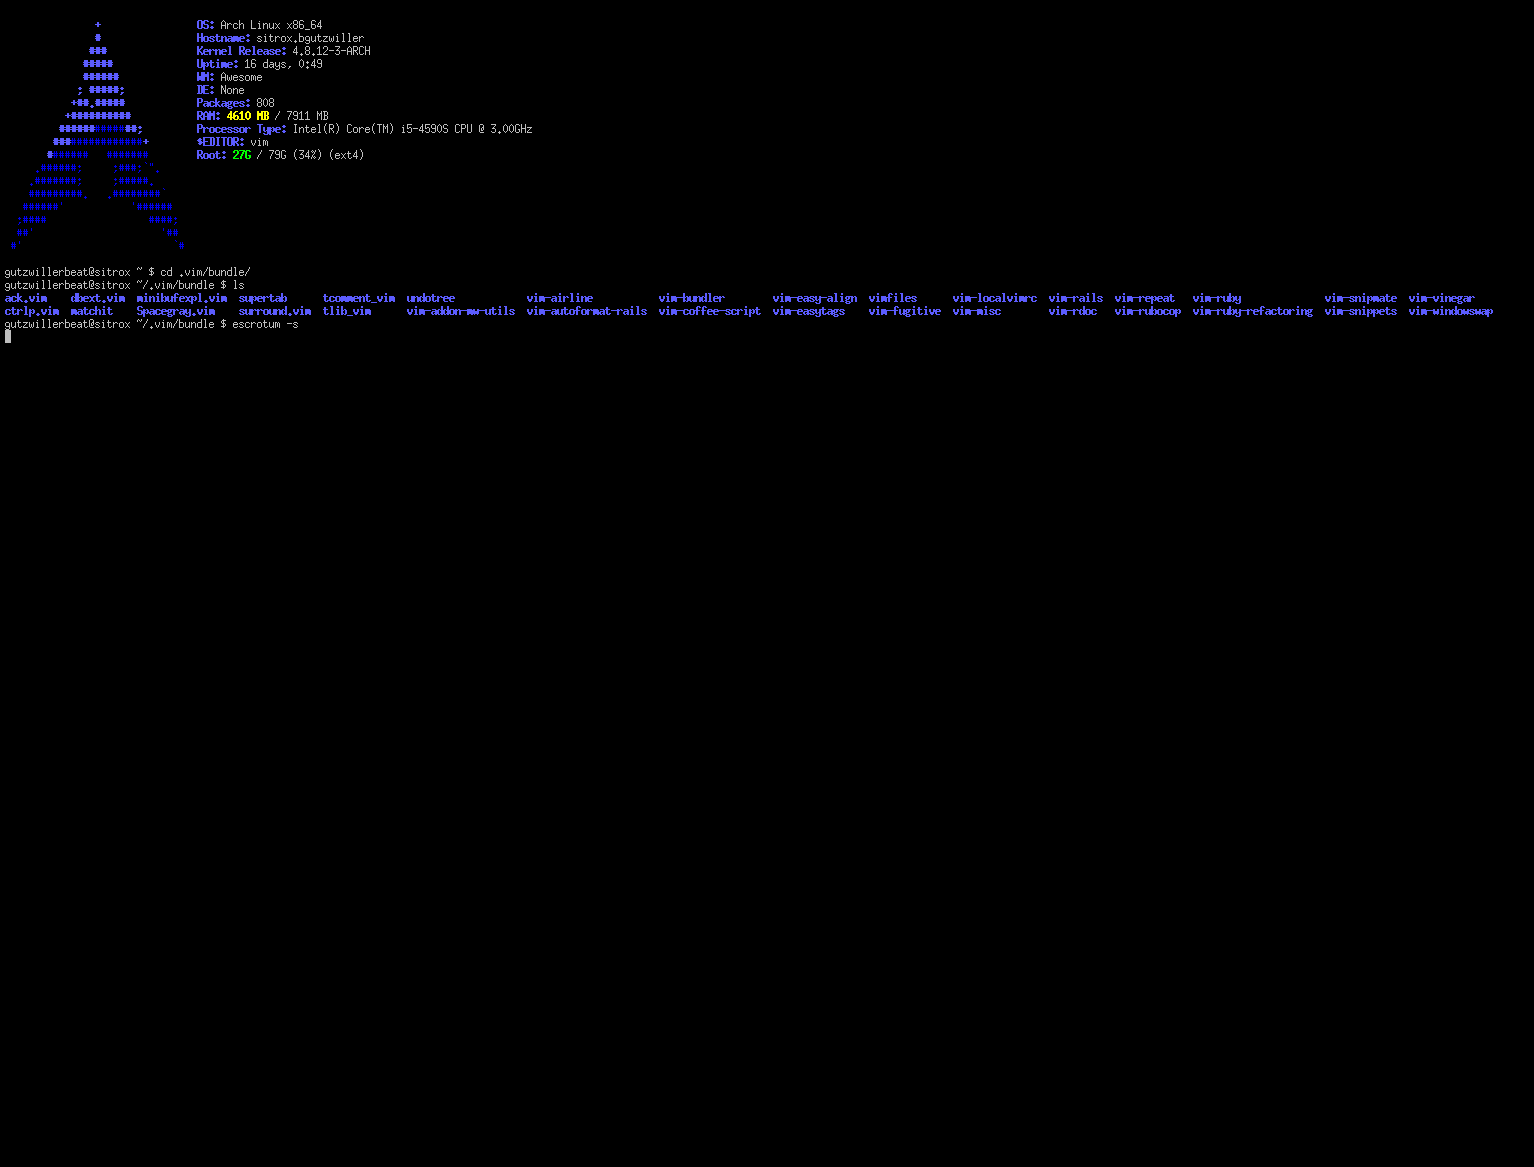 OS: Arch Linux x86_64
Hostname: sitrox.bgutzwiller
Kernel Release: 4.8.12-3-ARCH
Uptime: 16 days, 0:49
WM: Awesome
DE: None
Packages: 808
RAM: 4610 MB / 7911 MB
Processor Type: Intel(R) Core(TM) i5-4590S CPU @ 3.00GHz
$EDITOR: vim
Root: 27G / 79G (34%) (ext4)
gutzwillerbeat@sitrox ~ $ cd .vim/bundle/
gutzwillerbeat@sitrox ~/.vim/bundle $ ls
ack.vim dbext.vim minibufexpl.vim supertab tcomment_vim undotree vim-airline vim-bundler vim-easy-align vimfiles vim-localvimrc vim-rails vim-repeat vim-ruby vim-snipmate vim-vinegar
ctrlp.vim matchit Spacegray.vim surround.vim tlib_vim vim-addon-mw-utils vim-autoformat-rails vim-coffee-script vim-easytags vim-fugitive vim-misc vim-rdoc vim-rubocop vim-ruby-refactoring vim-snippets vim-windowswap
gutzwillerbeat@sitrox ~/.vim/bundle $ escrotum -s